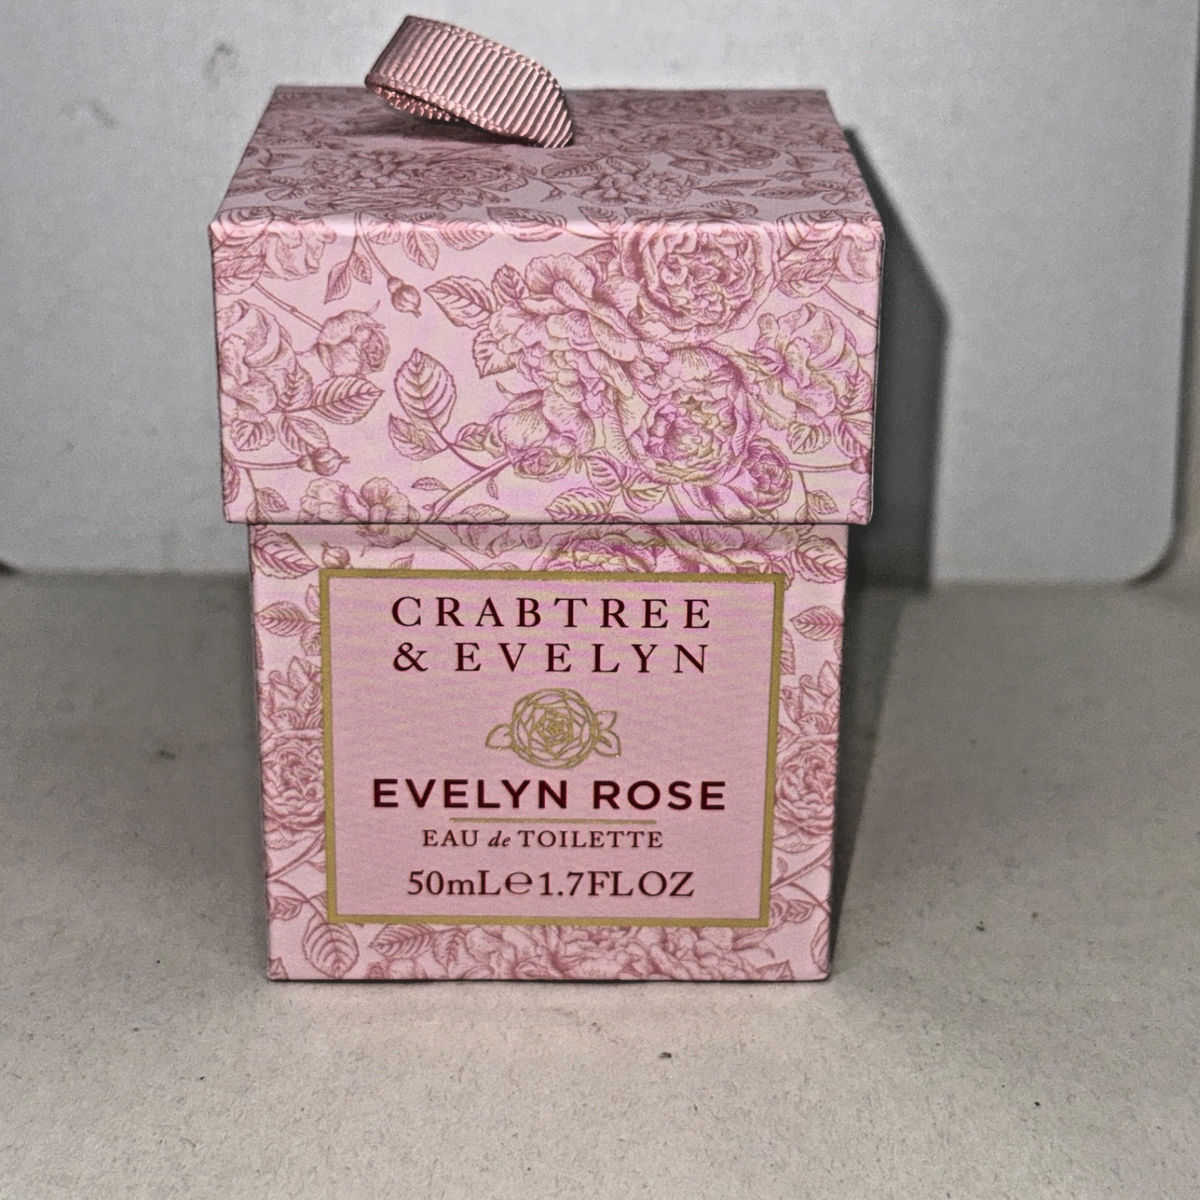 CRABTREE
& EVELYN
EVELYN ROSE
EAU de TOILETTE
50mL℮1.7FLOZ